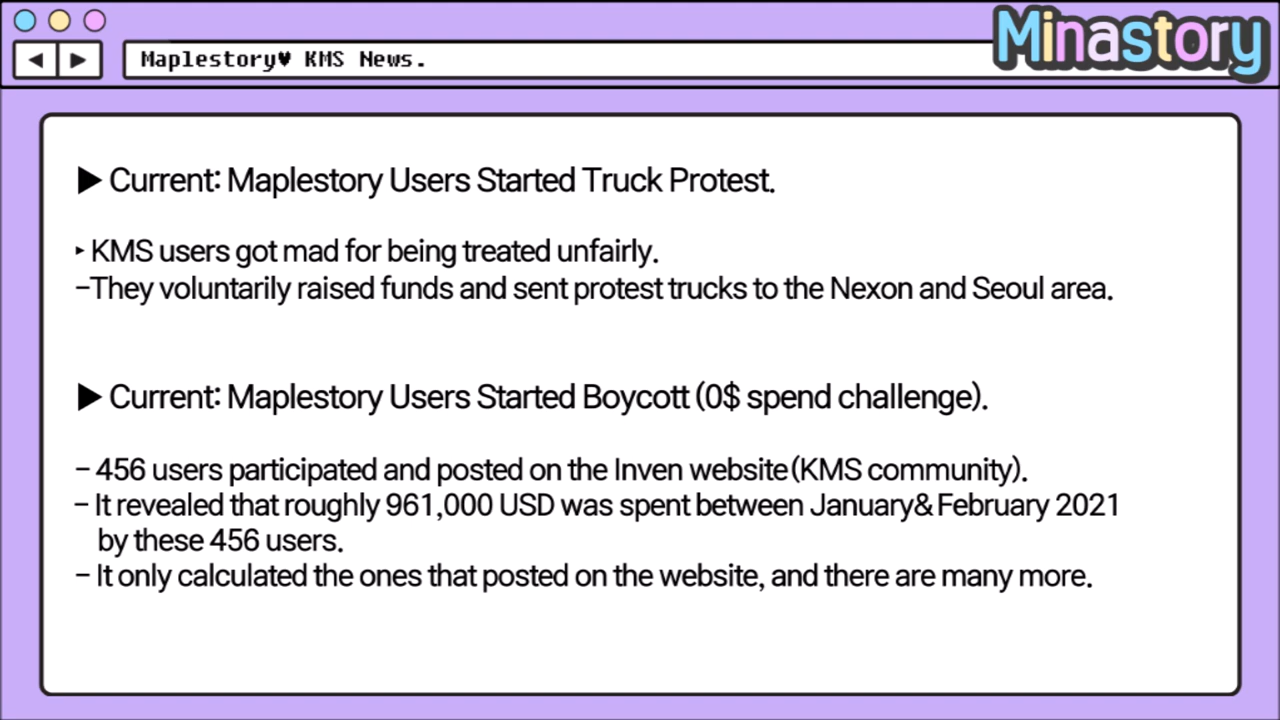 Minastory
◀ ▶ Maplestory♥ KMS News.
▶ Current: Maplestory Users Started Truck Protest.
‣ KMS users got mad for being treated unfairly.
-They voluntarily raised funds and sent protest trucks to the Nexon and Seoul area.
▶ Current: Maplestory Users Started Boycott (0$ spend challenge).
- 456 users participated and posted on the Inven website(KMS community).
- It revealed that roughly 961,000 USD was spent between January& February 2021
by these 456 users.
- It only calculated the ones that posted on the website, and there are many more.